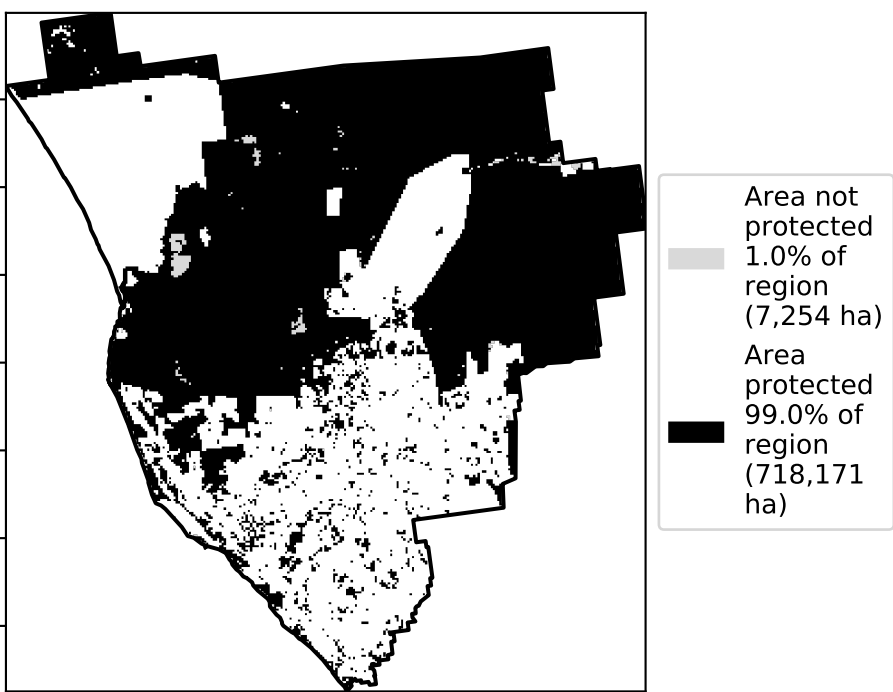 Area not
protected
1.0% of
region
(7,254 ha)
Area
protected
99.0% of
region
(718,171
ha)